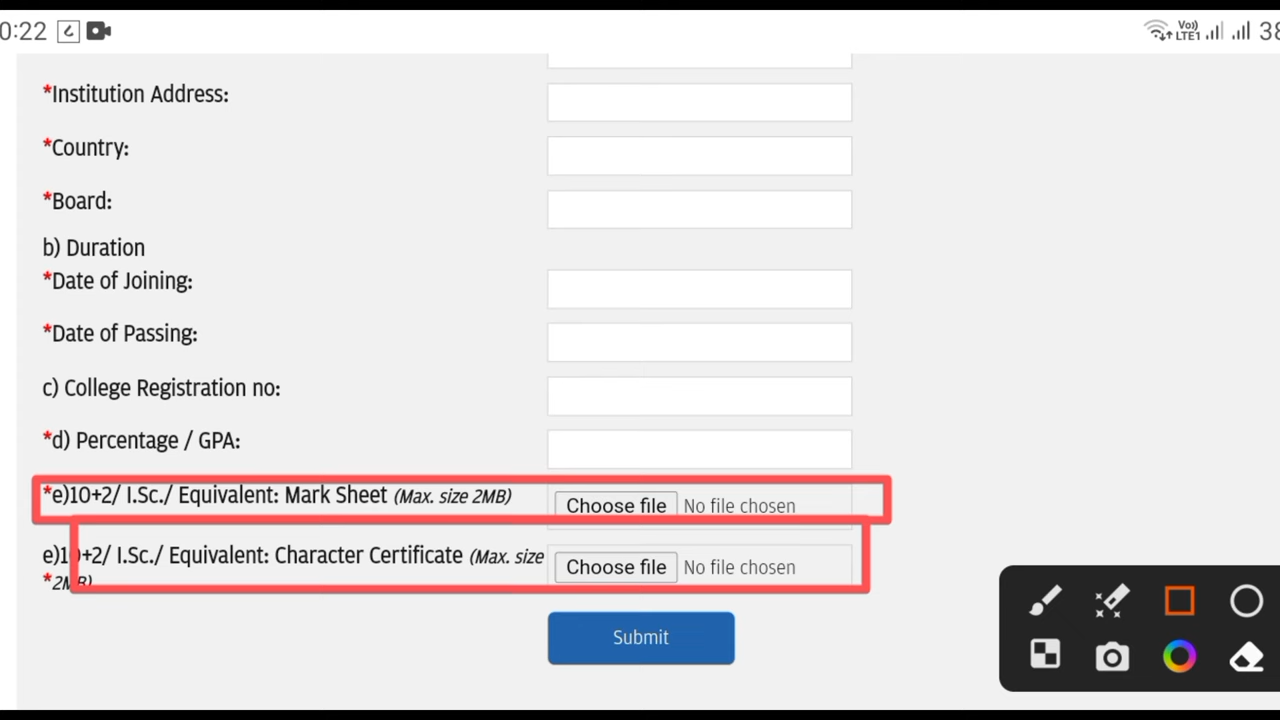 0:22
Vo))
LTE1
38
*Institution Address:
*Country:
*Board:
b) Duration
*Date of Joining:
*Date of Passing:
c) College Registration no:
*d) Percentage / GPA:
*e)10+2/ I.Sc./ Equivalent: Mark Sheet (Max. size 2MB) Choose file No file chosen
e)10+2/ I.Sc./ Equivalent: Character Certificate (Max. size Choose file No file chosen
*2MB)
Submit